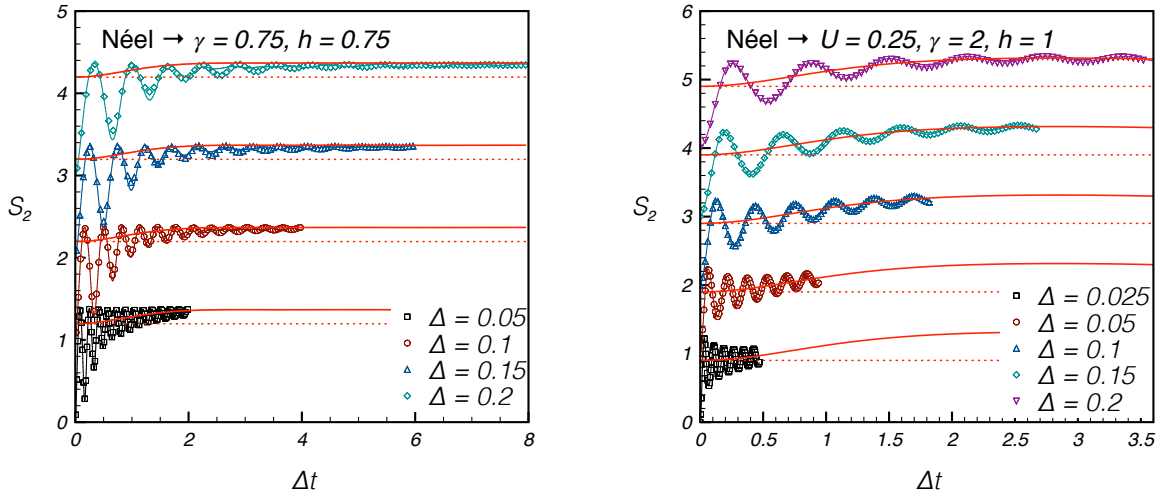 Néel → γ = 0.75, h = 0.75
S₂
5
4
3
2
1
0
0
2
4
6
8
Δt
Δ = 0.05
Δ = 0.1
Δ = 0.15
Δ = 0.2
Néel → U = 0.25, γ = 2, h = 1
S₂
6
5
4
3
2
1
0
0
0.5
1
1.5
2
2.5
3
3.5
Δt
Δ = 0.025
Δ = 0.05
Δ = 0.1
Δ = 0.15
Δ = 0.2